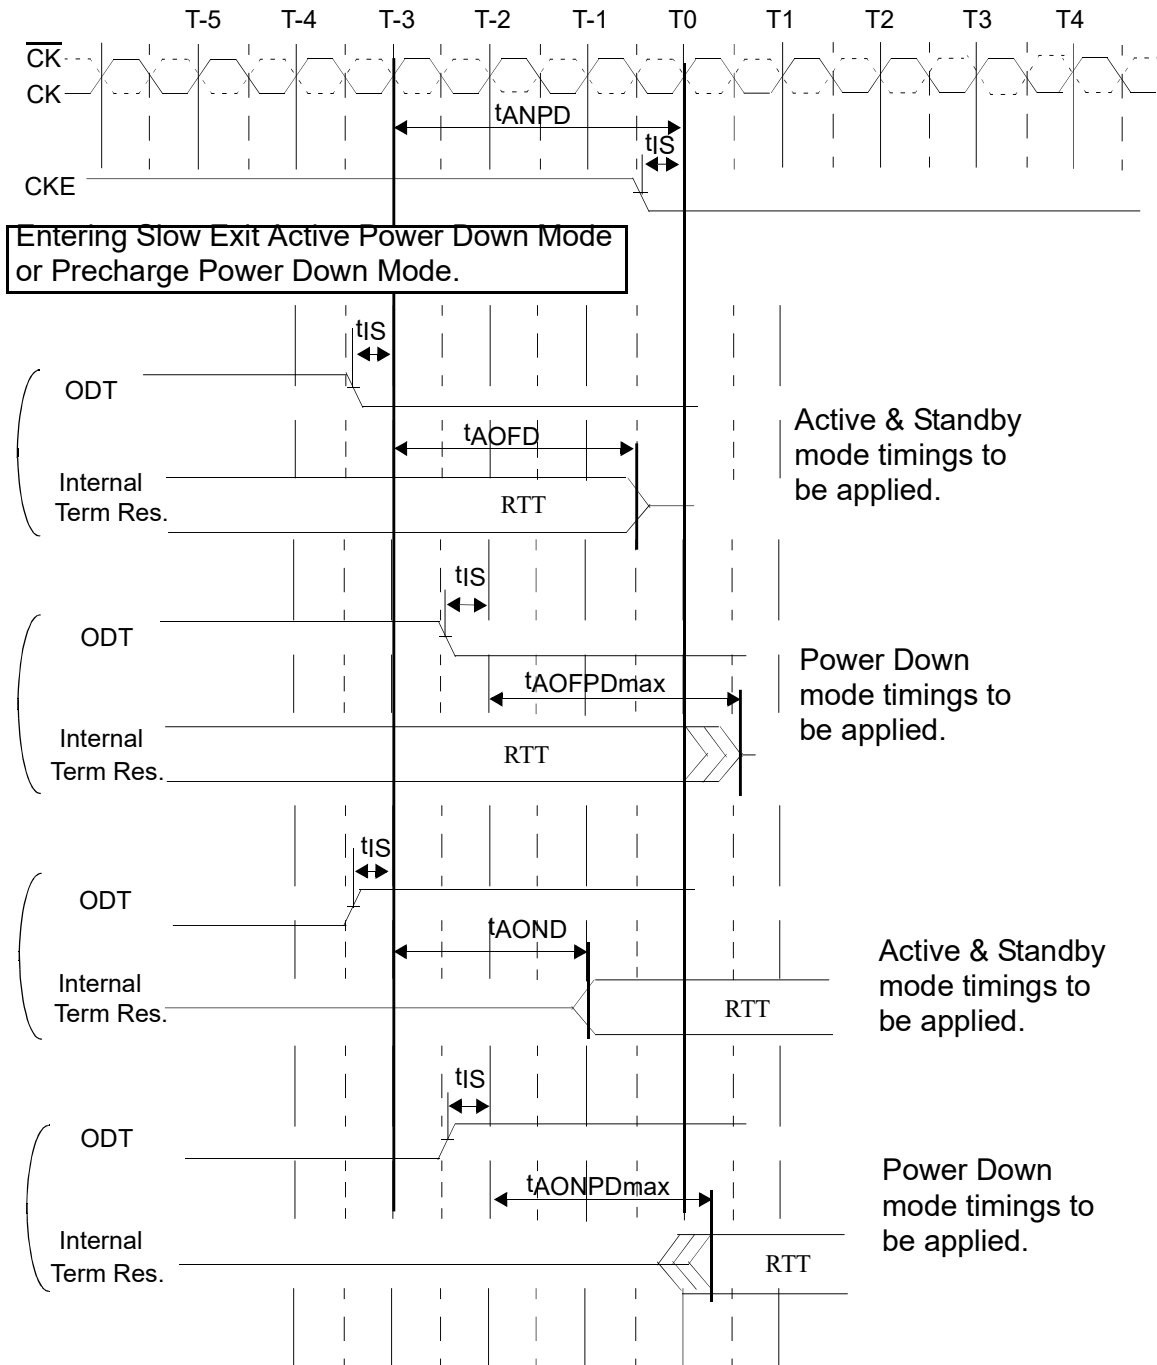 T-5 T-4 T-3 T-2 T-1 T0 T1 T2 T3 T4
CK
CK
tANPD
tIS
CKE
Entering Slow Exit Active Power Down Mode
or Precharge Power Down Mode.
tIS
ODT
tAOFD
Internal
Term Res.
RTT
Active & Standby
mode timings to
be applied.
tIS
ODT
tAOFPDmax
Internal
Term Res.
RTT
Power Down
mode timings to
be applied.
tIS
ODT
tAOND
Internal
Term Res.
RTT
Active & Standby
mode timings to
be applied.
tIS
ODT
tAONPDmax
Internal
Term Res.
RTT
Power Down
mode timings to
be applied.